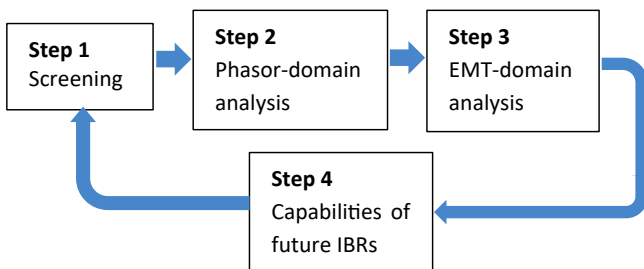 Step 1
Screening
Step 2
Phasor-domain
analysis
Step 3
EMT-domain
analysis
Step 4
Capabilities of
future IBRs